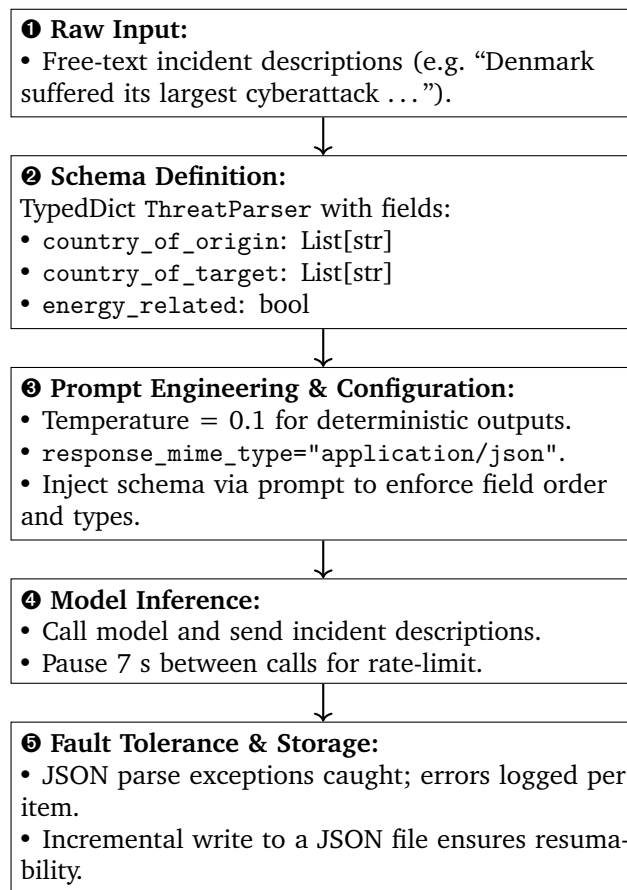 ❶ Raw Input:
• Free-text incident descriptions (e.g. “Denmark
suffered its largest cyberattack . . . ”).
❷ Schema Definition:
TypedDict ThreatParser with fields:
• country_of_origin: List[str]
• country_of_target: List[str]
• energy_related: bool
❸ Prompt Engineering & Configuration:
• Temperature = 0.1 for deterministic outputs.
• response_mime_type="application/json".
• Inject schema via prompt to enforce field order
and types.
❹ Model Inference:
• Call model and send incident descriptions.
• Pause 7 s between calls for rate-limit.
❺ Fault Tolerance & Storage:
• JSON parse exceptions caught; errors logged per
item.
• Incremental write to a JSON file ensures resuma-
bility.